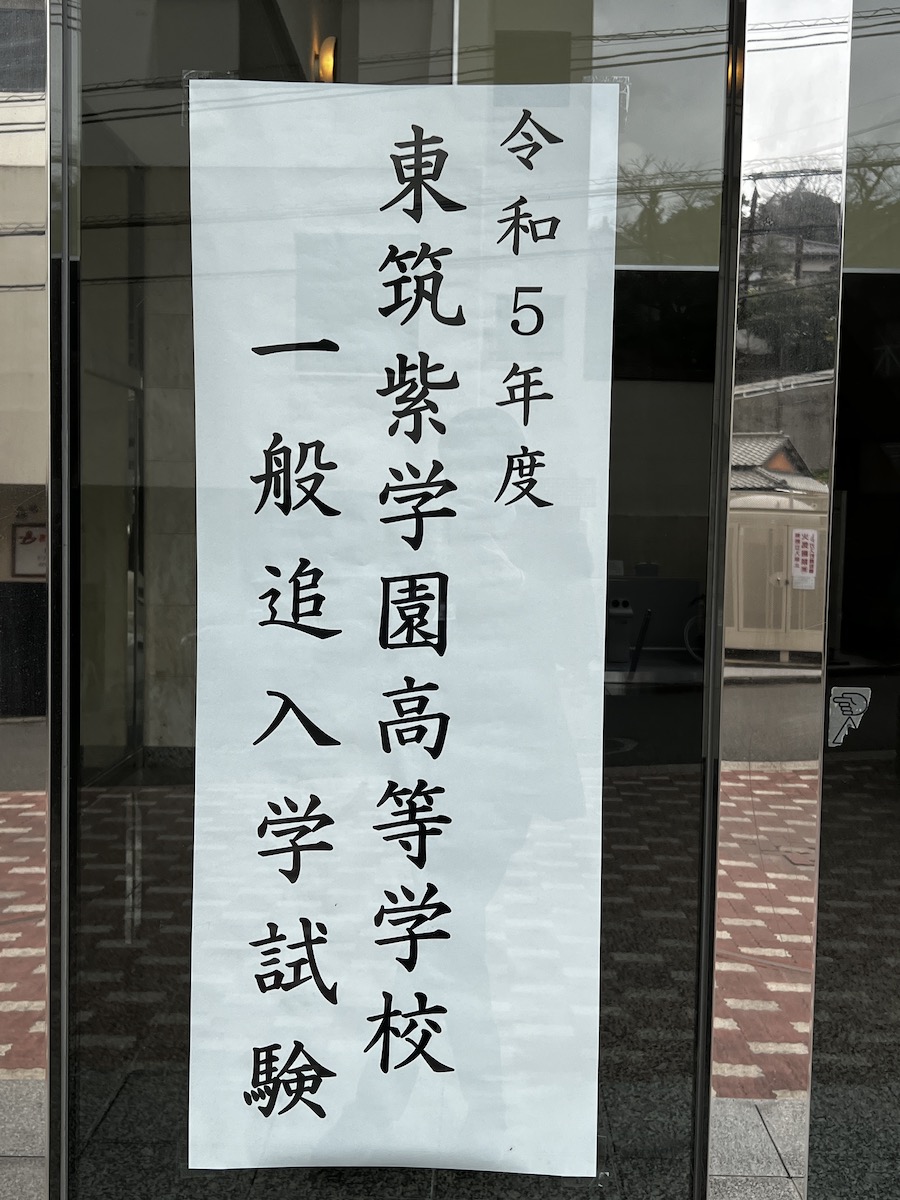 令和5年度
東筑紫学園高等学校
一般追入学試験